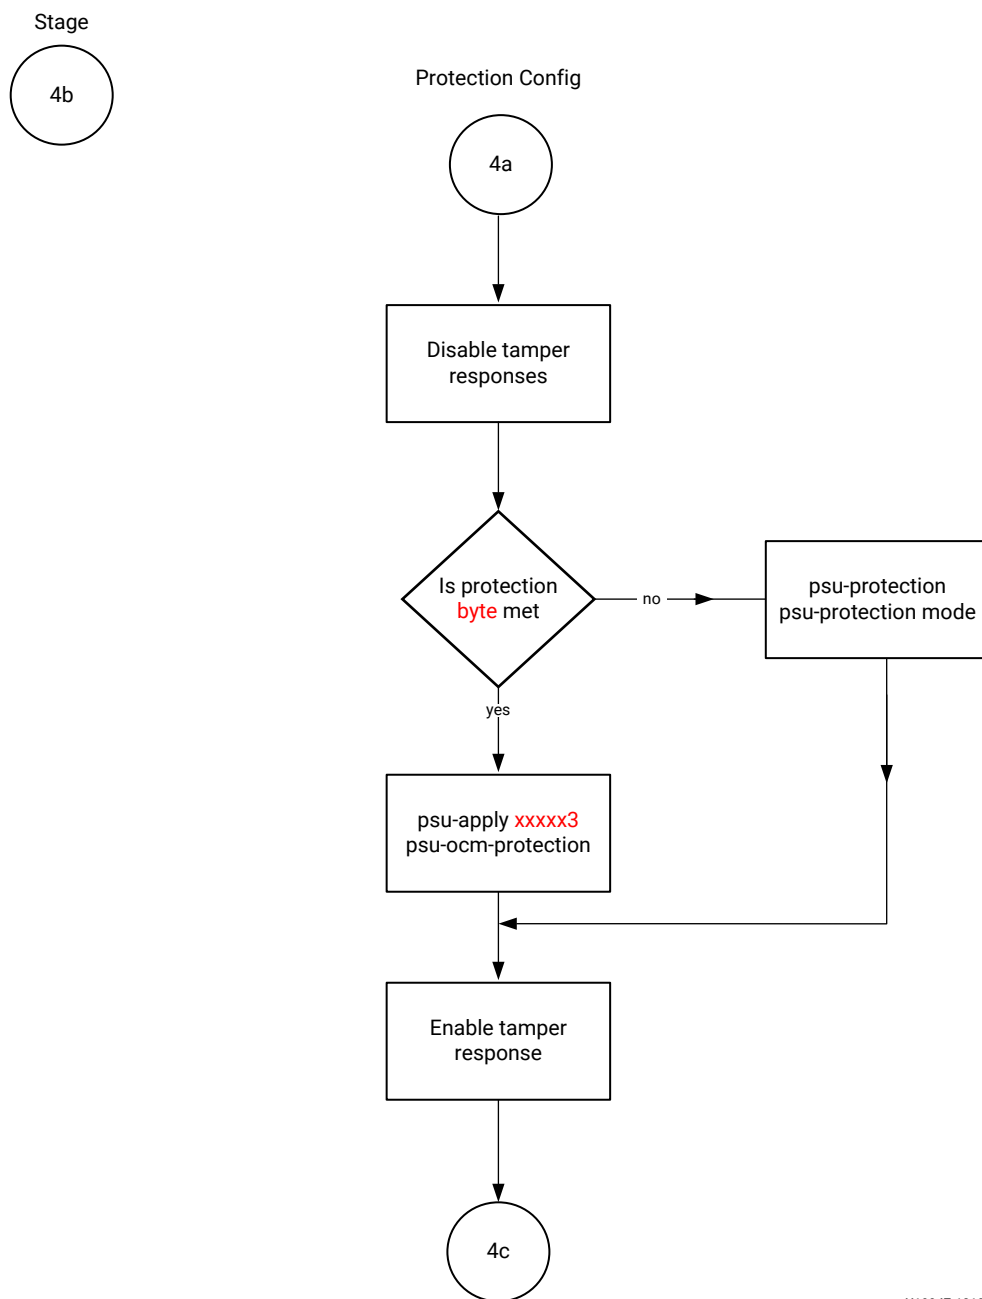 Stage
4b
Protection Config
4a
Disable tamper
responses
Is protection
byte met
no
psu-protection
psu-protection mode
yes
psu-apply xxxxx3
psu-ocm-protection
Enable tamper
response
4c